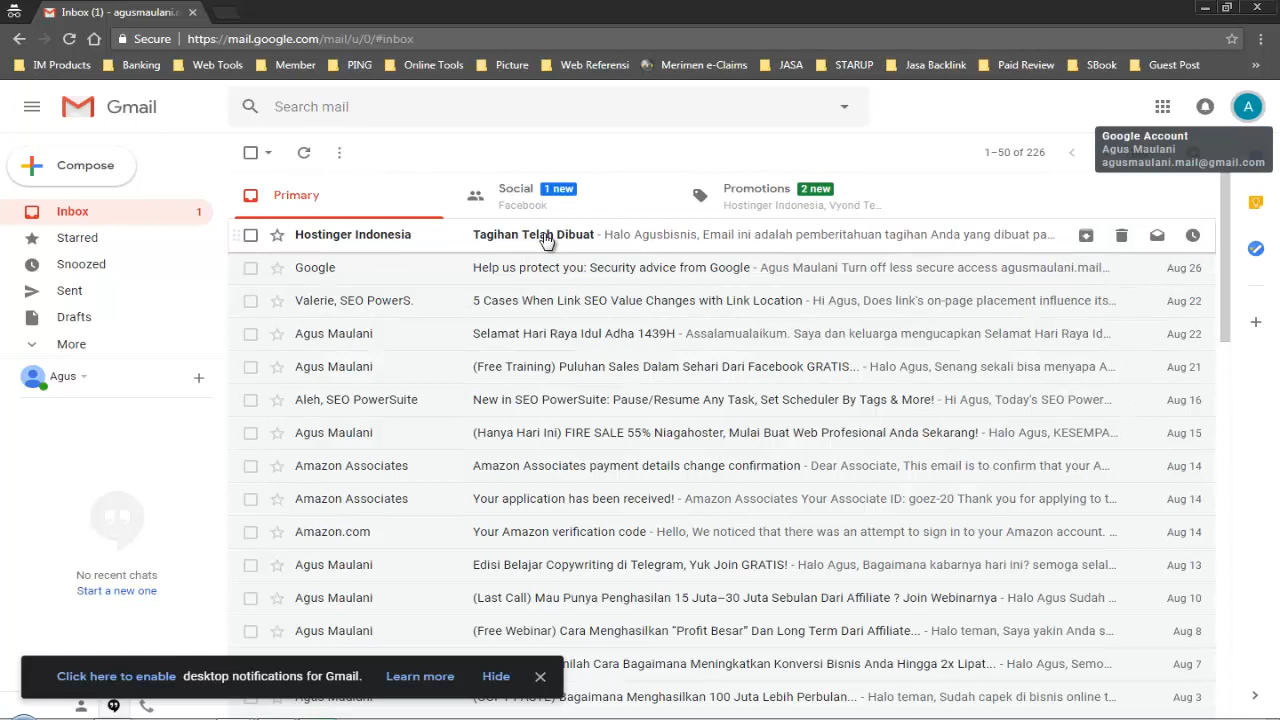 Inbox (1) - agusmaulani.
Secure
https://mail.google.com/mail/u/0/#inbox
IM Products
Banking
Web Tools
Member
PING
Online Tools
Picture
Web Referensi
Merimen e-Claims
JASA
STARUP
Jasa Backlink
Paid Review
SBook
Guest Post
»
Gmail
Search mail
A
Google Account
Agus Maulani
agusmaulani.mail@gmail.com
Compose
1–50 of 226
Primary
Social 1 new
Facebook
Promotions 2 new
Hostinger Indonesia, Vyond Te...
Inbox 1
Starred
Snoozed
Sent
Drafts
More
Agus
No recent chats
Start a new one
Hostinger Indonesia Tagihan Telah Dibuat - Halo Agusbisnis, Email ini adalah pemberitahuan tagihan Anda yang dibuat pa...
Google Help us protect you: Security advice from Google - Agus Maulani Turn off less secure access agusmaulani.mail... Aug 26
Valerie, SEO PowerS. 5 Cases When Link SEO Value Changes with Link Location - Hi Agus, Does link's on-page placement influence its... Aug 22
Agus Maulani Selamat Hari Raya Idul Adha 1439H - Assalamualaikum. Saya dan keluarga mengucapkan Selamat Hari Raya Id... Aug 22
Agus Maulani (Free Training) Puluhan Sales Dalam Sehari Dari Facebook GRATIS... - Halo Agus, Senang sekali bisa menyapa A... Aug 21
Aleh, SEO PowerSuite New in SEO PowerSuite: Pause/Resume Any Task, Set Scheduler By Tags & More! - Hi Agus, Today's SEO Power... Aug 16
Agus Maulani (Hanya Hari Ini) FIRE SALE 55% Niagahoster, Mulai Buat Web Profesional Anda Sekarang! - Halo Agus, KESEMPA... Aug 15
Amazon Associates Amazon Associates payment details change confirmation - Dear Associate, This email is to confirm that your A... Aug 14
Amazon Associates Your application has been received! - Amazon Associates Your Associate ID: goez-20 Thank you for applying to t... Aug 14
Amazon.com Your Amazon verification code - Hello, We noticed that there was an attempt to sign in to your Amazon account. ... Aug 14
Agus Maulani Edisi Belajar Copywriting di Telegram, Yuk Join GRATIS! - Halo Agus, Bagaimana kabarnya hari ini? semoga selal... Aug 13
Agus Maulani (Last Call) Mau Punya Penghasilan 15 Juta–30 Juta Sebulan Dari Affiliate ? Join Webinarnya - Halo Agus Sudah ... Aug 10
Agus Maulani (Free Webinar) Cara Menghasilkan "Profit Besar" Dan Long Term Dari Affiliate... - Halo teman, Saya yakin Anda s... Aug 8
Cara Bagaimana Meningkatkan Konversi Bisnis Anda Hingga 2x Lipat... - Halo Agus, Semo... Aug 7
Bagaimana Menghasilkan 100 Juta Lebih Perbulan... - Halo teman, Sudah capek di bisnis online t... Aug 3
Click here to enable desktop notifications for Gmail. Learn more Hide